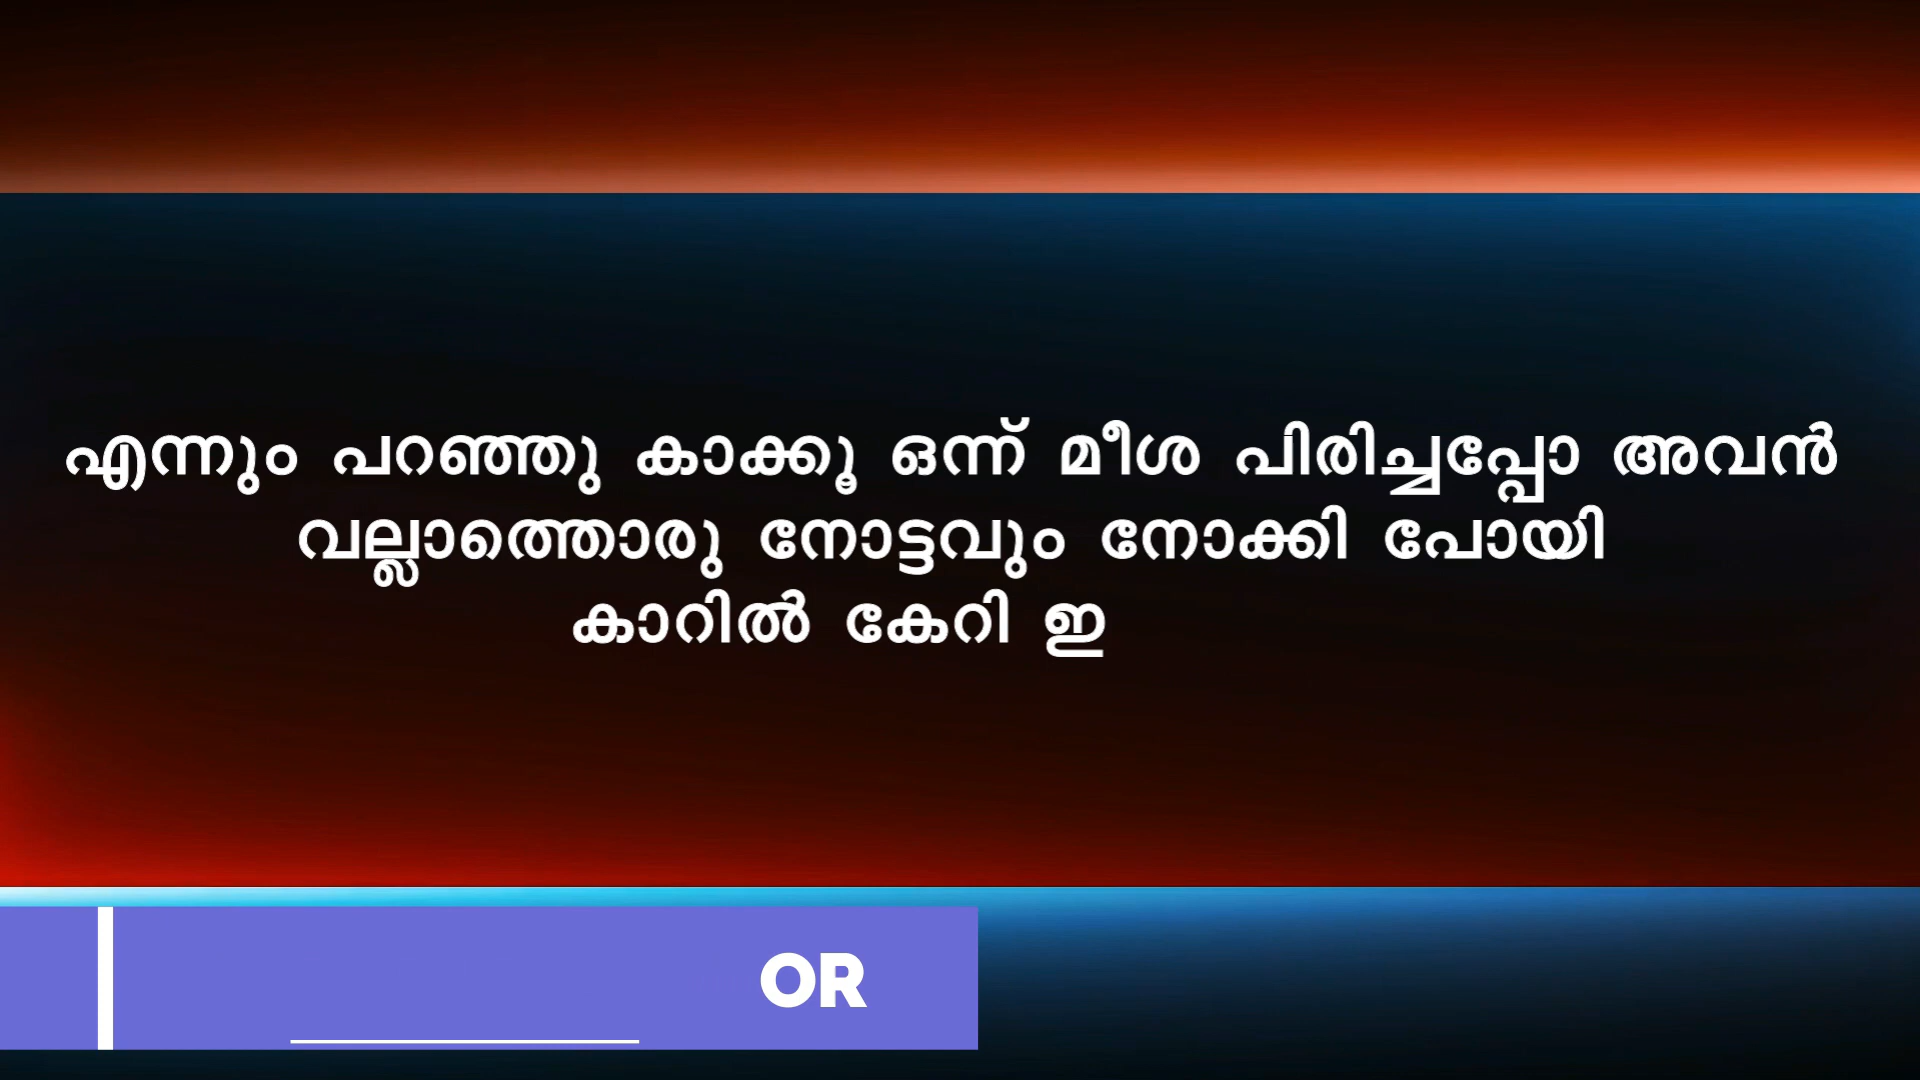 എന്നും പറഞ്ഞു കാക്കൂ ഒന്ന് മീശ പിരിച്ചപ്പോ അവൻ
വല്ലാത്തൊരു നോട്ടവും നോക്കി പോയി
കാറിൽ കേറി ഇ
OR